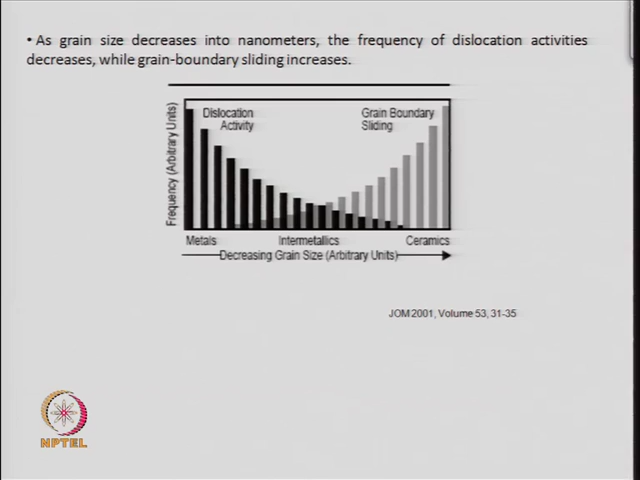 • As grain size decreases into nanometers, the frequency of dislocation activities
decreases, while grain-boundary sliding increases.
Dislocation
Activity
Grain Boundary
Sliding
Frequency (Arbitrary Units)
Metals Intermetallics Ceramics
Decreasing Grain Size (Arbitrary Units)
JOM 2001, Volume 53, 31-35
NPTEL